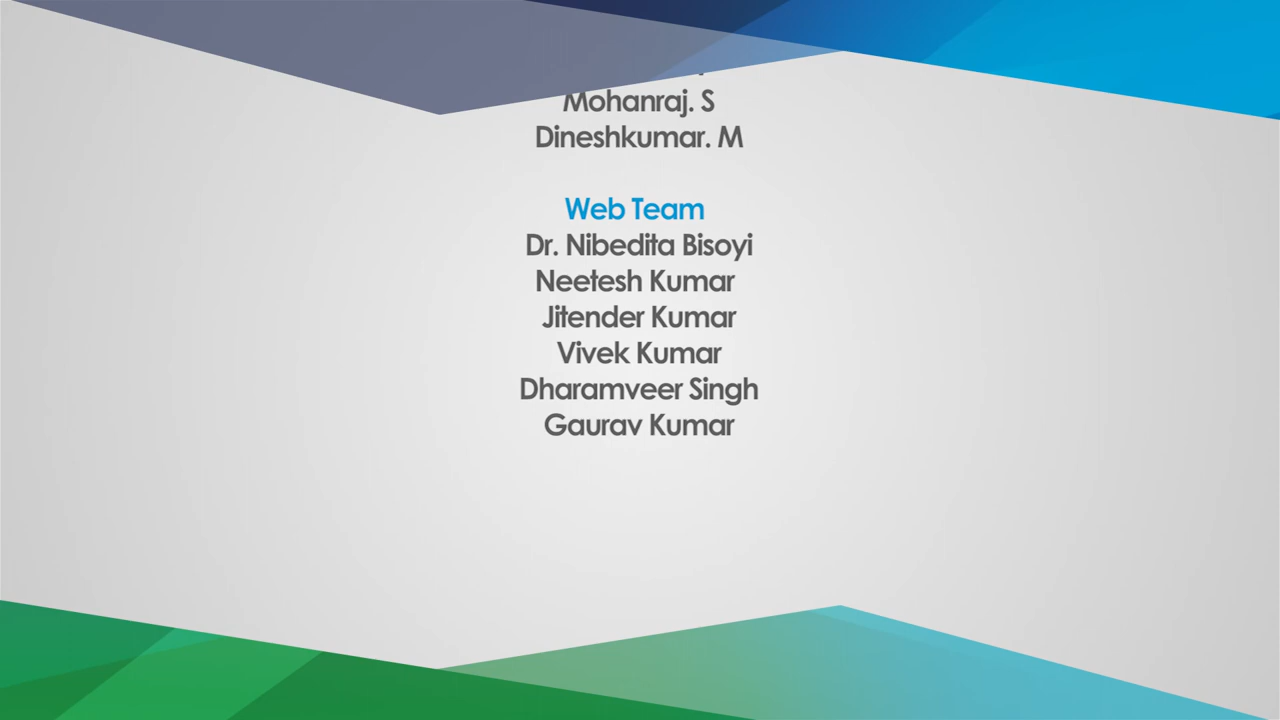 Mohanraj. S
Dineshkumar. M
Web Team
Dr. Nibedita Bisoyi
Neetesh Kumar
Jitender Kumar
Vivek Kumar
Dharamveer Singh
Gaurav Kumar